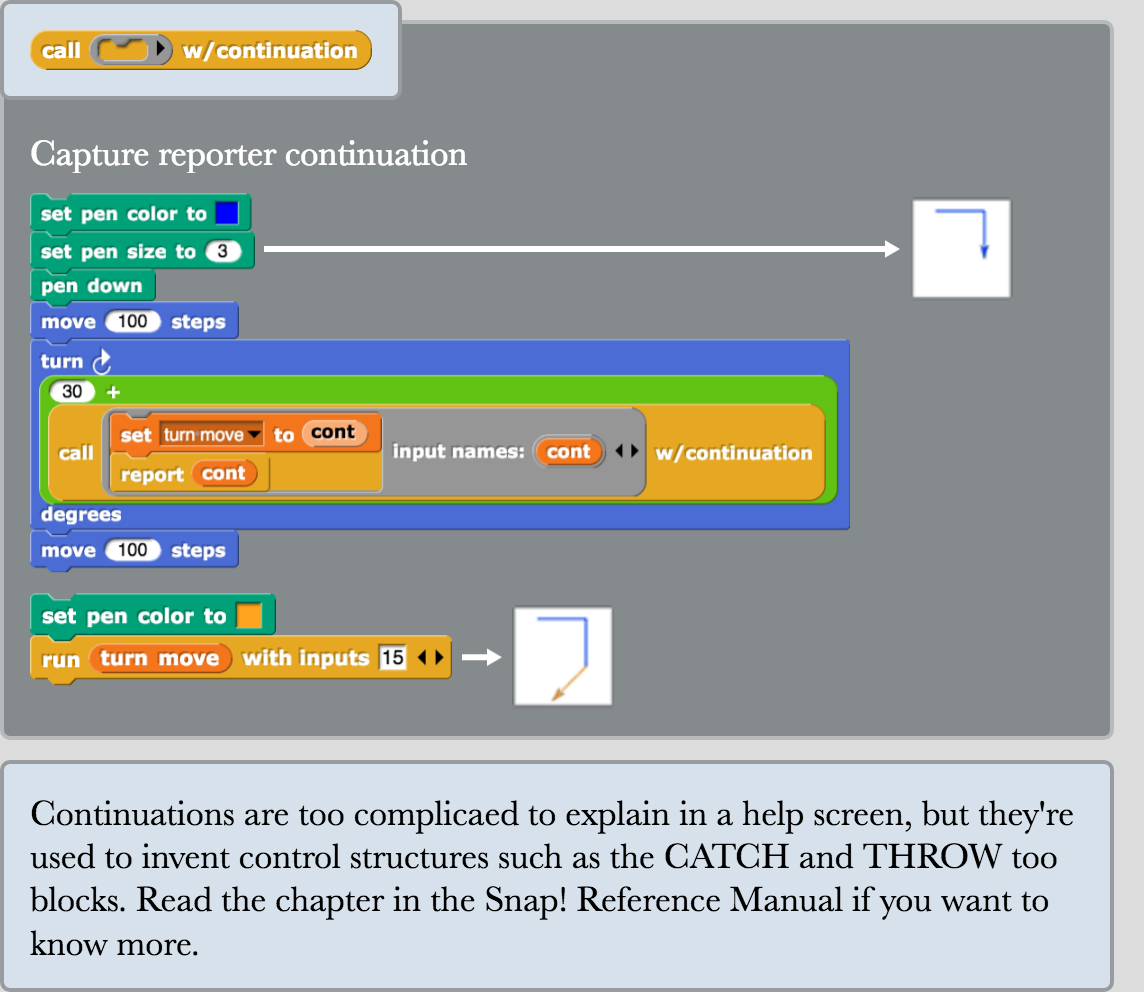 call w/continuation
Capture reporter continuation
set pen color to
set pen size to 3
pen down
move 100 steps
turn
30 +
call set turn move to cont
report cont
input names: cont w/continuation
degrees
move 100 steps
set pen color to
run turn move with inputs 15
Continuations are too complicaed to explain in a help screen, but they're
used to invent control structures such as the CATCH and THROW too
blocks. Read the chapter in the Snap! Reference Manual if you want to
know more.